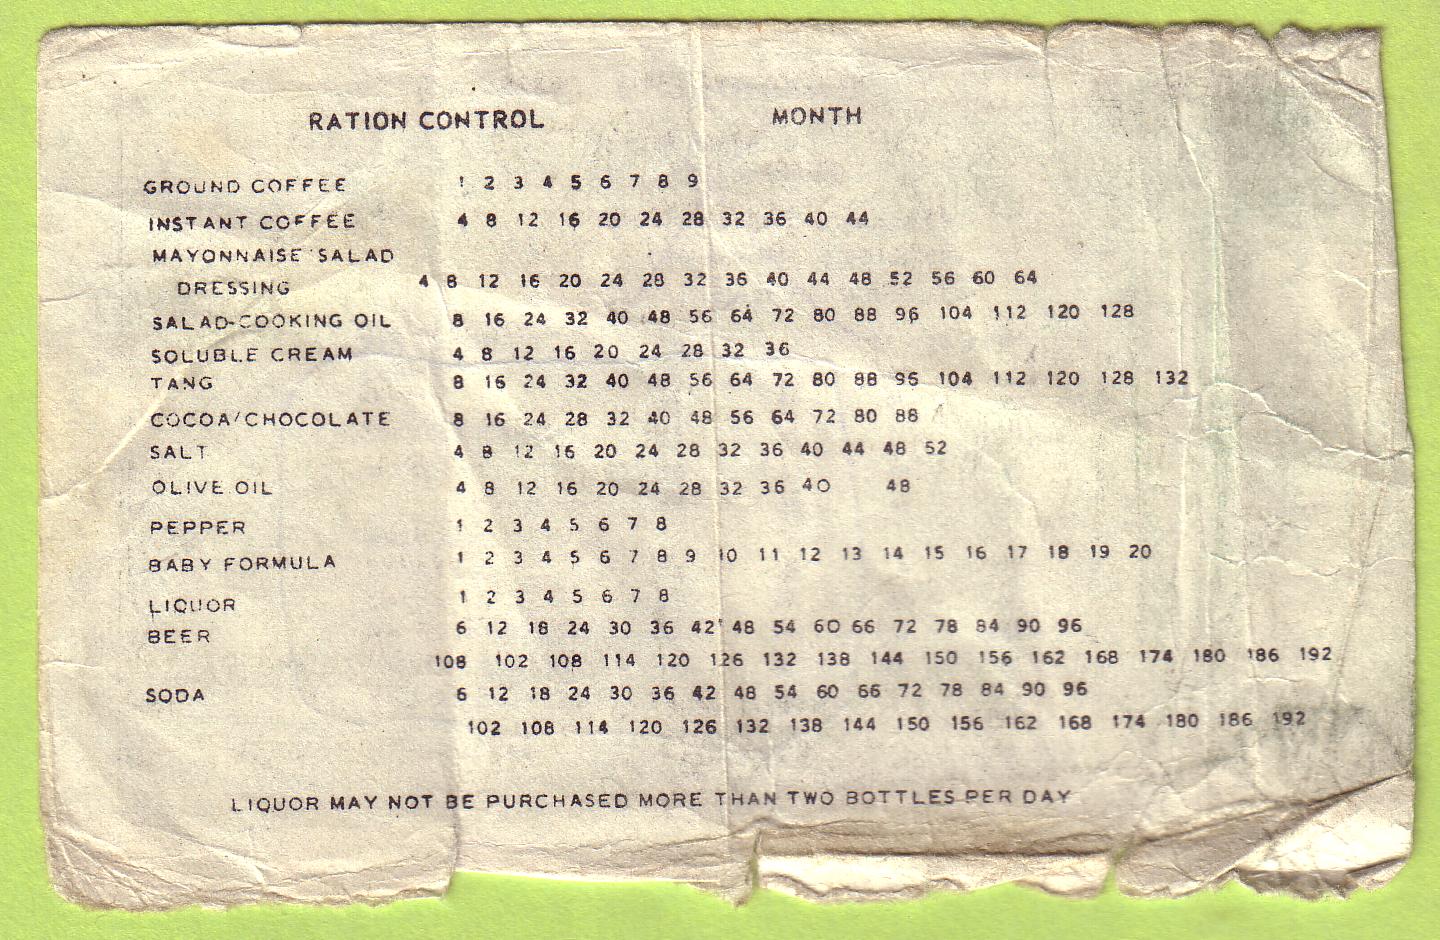 RATION CONTROL MONTH
GROUND COFFEE 1 2 3 4 5 6 7 8 9
INSTANT COFFEE 4 8 12 16 20 24 28 32 36 40 44
MAYONNAISE SALAD
DRESSING 4 8 12 16 20 24 28 32 36 40 44 48 52 56 60 64
SALAD-COOKING OIL 8 16 24 32 40 48 56 64 72 80 88 96 104 112 120 128
SOLUBLE CREAM 4 8 12 16 20 24 28 32 36
TANG 8 16 24 32 40 48 56 64 72 80 88 96 104 112 120 128 132
COCOA/CHOCOLATE 8 16 24 28 32 40 48 56 64 72 80 88
SALT 4 8 12 16 20 24 28 32 36 40 44 48 52
OLIVE OIL 4 8 12 16 20 24 28 32 36 40 48
PEPPER 1 2 3 4 5 6 7 8
BABY FORMULA 1 2 3 4 5 6 7 8 9 10 11 12 13 14 15 16 17 18 19 20
LIQUOR 1 2 3 4 5 6 7 8
BEER 6 12 18 24 30 36 42 48 54 60 66 72 78 84 90 96
108 102 108 114 120 126 132 138 144 150 156 162 168 174 180 186 192
SODA 6 12 18 24 30 36 42 48 54 60 66 72 78 84 90 96
102 108 114 120 126 132 138 144 150 156 162 168 174 180 186 192
LIQUOR MAY NOT BE PURCHASED MORE THAN TWO BOTTLES PER DAY